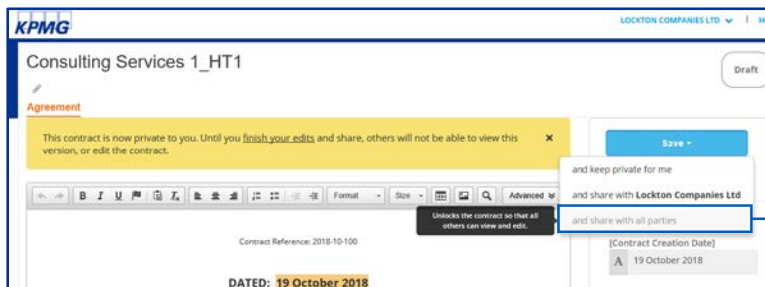 KPMG
LOCKTON COMPANIES LTD
Consulting Services 1_HT1
Draft
Agreement
This contract is now private to you. Until you finish your edits and share, others will not be able to view this
version, or edit the contract.
Save
and keep private for me
and share with Lockton Companies Ltd
and share with all parties
B I U Format Size Advanced
Unlocks the contract so that all
others can view and edit.
Contract Reference: 2018-10-100
[Contract Creation Date]
A 19 October 2018
DATED: 19 October 2018